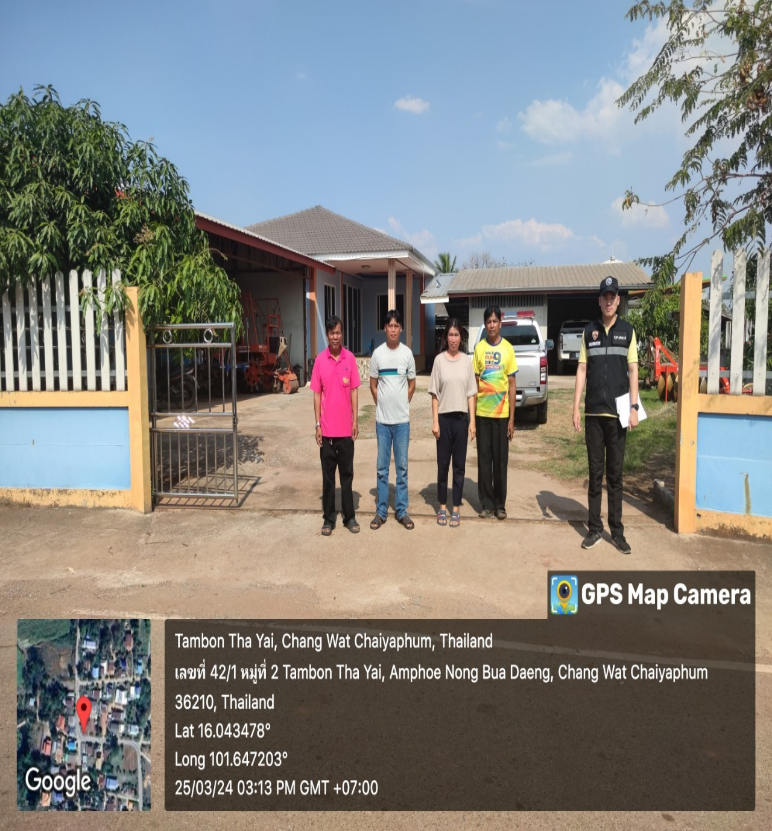 9
GPS Map Camera
Tambon Tha Yai, Chang Wat Chaiyaphum, Thailand
เลขที่ 42/1 หมู่ที่ 2 Tambon Tha Yai, Amphoe Nong Bua Daeng, Chang Wat Chaiyaphum
36210, Thailand
Lat 16.043478°
Long 101.647203°
25/03/24 03:13 PM GMT +07:00
Google